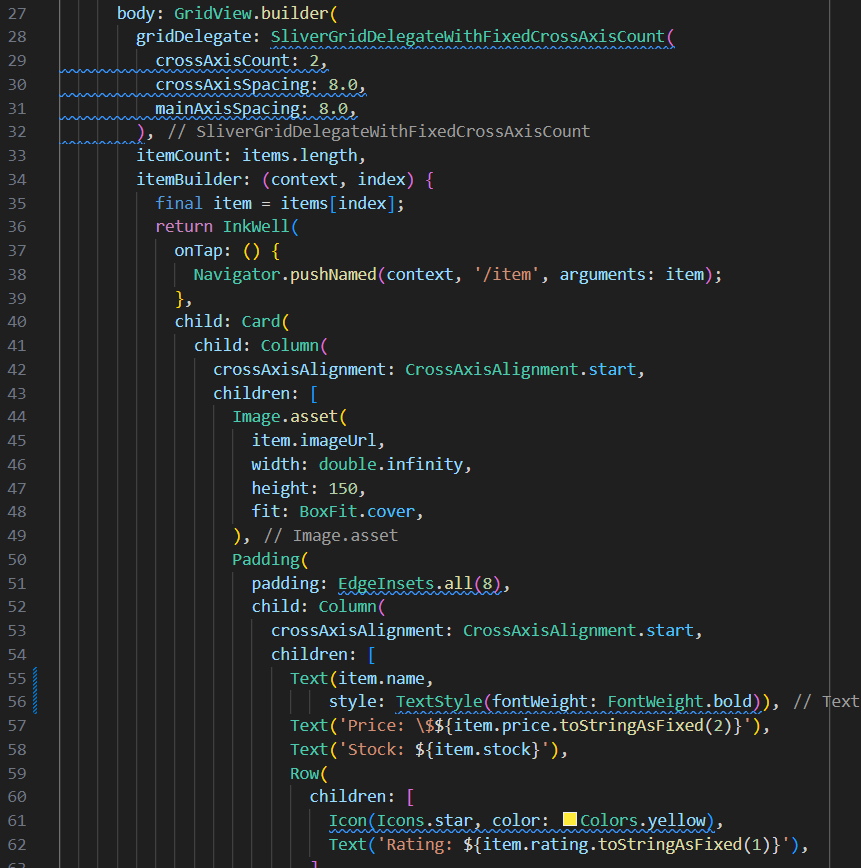 27 body: GridView.builder(
28 gridDelegate: SliverGridDelegateWithFixedCrossAxisCount(
29 crossAxisCount: 2,
30 crossAxisSpacing: 8.0,
31 mainAxisSpacing: 8.0,
32 ), // SliverGridDelegateWithFixedCrossAxisCount
33 itemCount: items.length,
34 itemBuilder: (context, index) {
35 final item = items[index];
36 return InkWell(
37 onTap: () {
38 Navigator.pushNamed(context, '/item', arguments: item);
39 },
40 child: Card(
41 child: Column(
42 crossAxisAlignment: CrossAxisAlignment.start,
43 children: [
44 Image.asset(
45 item.imageUrl,
46 width: double.infinity,
47 height: 150,
48 fit: BoxFit.cover,
49 ), // Image.asset
50 Padding(
51 padding: EdgeInsets.all(8),
52 child: Column(
53 crossAxisAlignment: CrossAxisAlignment.start,
54 children: [
55 Text(item.name,
56 style: TextStyle(fontWeight: FontWeight.bold)), // Text
57 Text('Price: \$${item.price.toStringAsFixed(2)}'),
58 Text('Stock: ${item.stock}'),
59 Row(
60 children: [
61 Icon(Icons.star, color: Colors.yellow),
62 Text('Rating: ${item.rating.toStringAsFixed(1)}'),